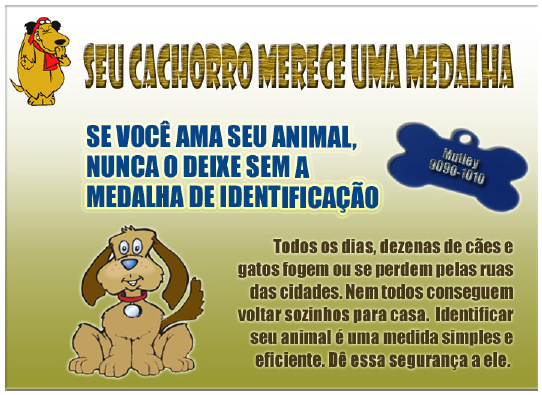 SEU CACHORRO MERECE UMA MEDALHA
SE VOCÊ AMA SEU ANIMAL,
NUNCA O DEIXE SEM A
MEDALHA DE IDENTIFICAÇÃO
Mutley
9090-1010
Todos os dias, dezenas de cães e
gatos fogem ou se perdem pelas ruas
das cidades. Nem todos conseguem
voltar sozinhos para casa. Identificar
seu animal é uma medida simples e
eficiente. Dê essa segurança a ele.